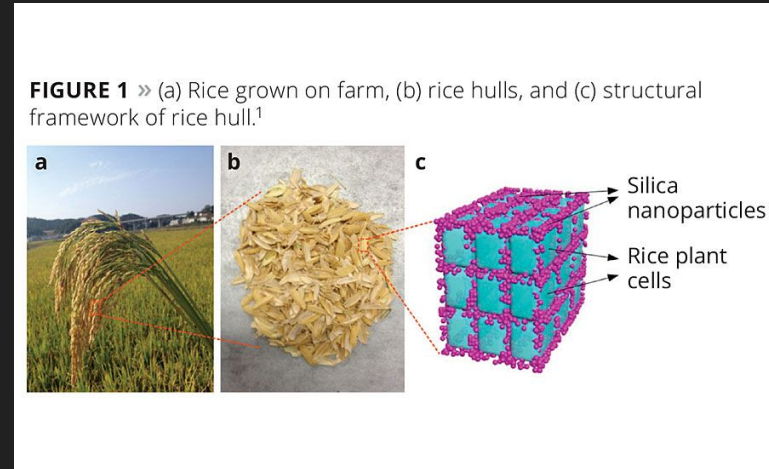 FIGURE 1 » (a) Rice grown on farm, (b) rice hulls, and (c) structural
framework of rice hull.¹
a
b
c
Silica
nanoparticles
Rice plant
cells